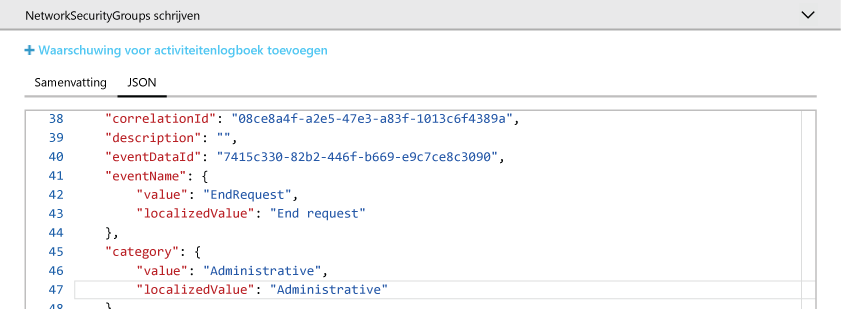 NetworkSecurityGroups schrijven
+ Waarschuwing voor activiteitenlogboek toevoegen
Samenvatting JSON
38 "correlationId": "08ce8a4f-a2e5-47e3-a83f-1013c6f4389a",
39 "description": "",
40 "eventDataId": "7415c330-82b2-446f-b669-e9c7ce8c3090",
41 "eventName": {
42 "value": "EndRequest",
43 "localizedValue": "End request"
44 },
45 "category": {
46 "value": "Administrative",
47 "localizedValue": "Administrative"
48 }